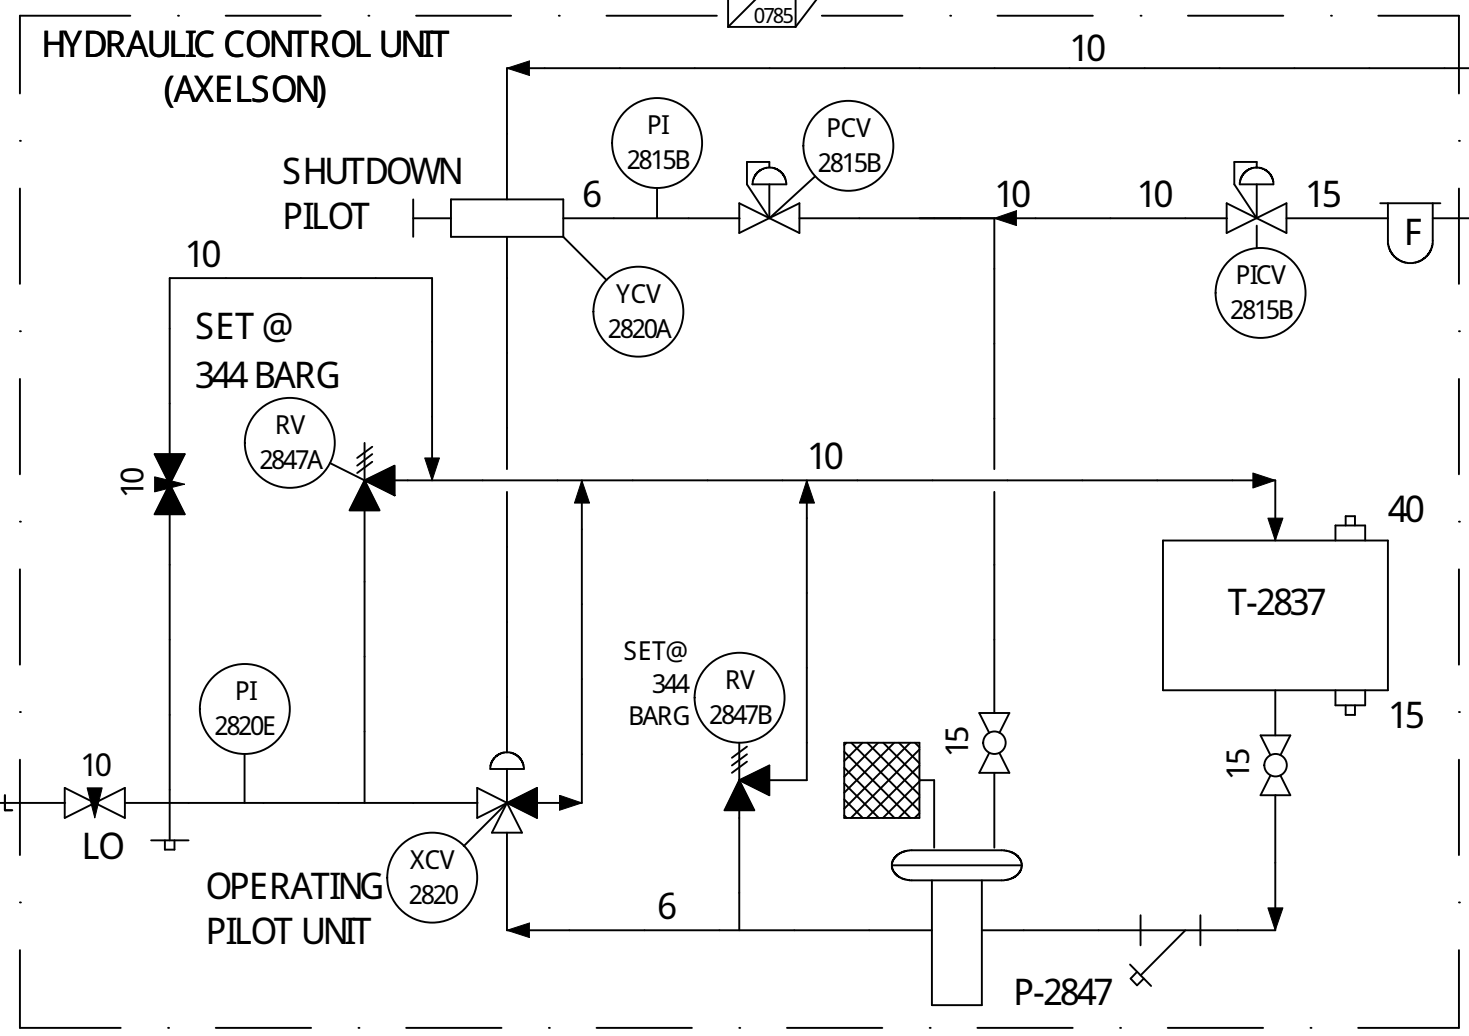 0785
HYDRAULIC CONTROL UNIT
(AXELSON)
10
PI
2815B
PCV
2815B
SHUTDOWN
PILOT
6
10
10
15
F
10
YCV
2820A
PICV
2815B
SET @
344 BARG
RV
2847A
10
10
40
T-2837
SET@
344
BARG
RV
2847B
PI
2820E
15
15
15
10
LO
XCV
2820
OPERATING
PILOT UNIT
6
P-2847